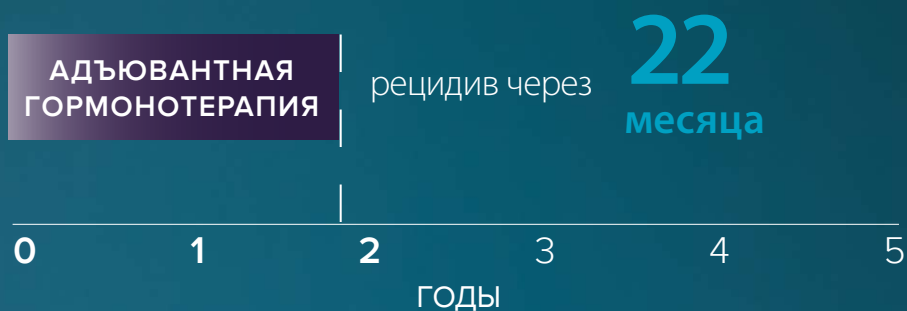 АДЪЮВАНТНАЯ
ГОРМОНОТЕРАПИЯ
рецидив через 22
месяца
0 1 2 3 4 5
ГОДЫ